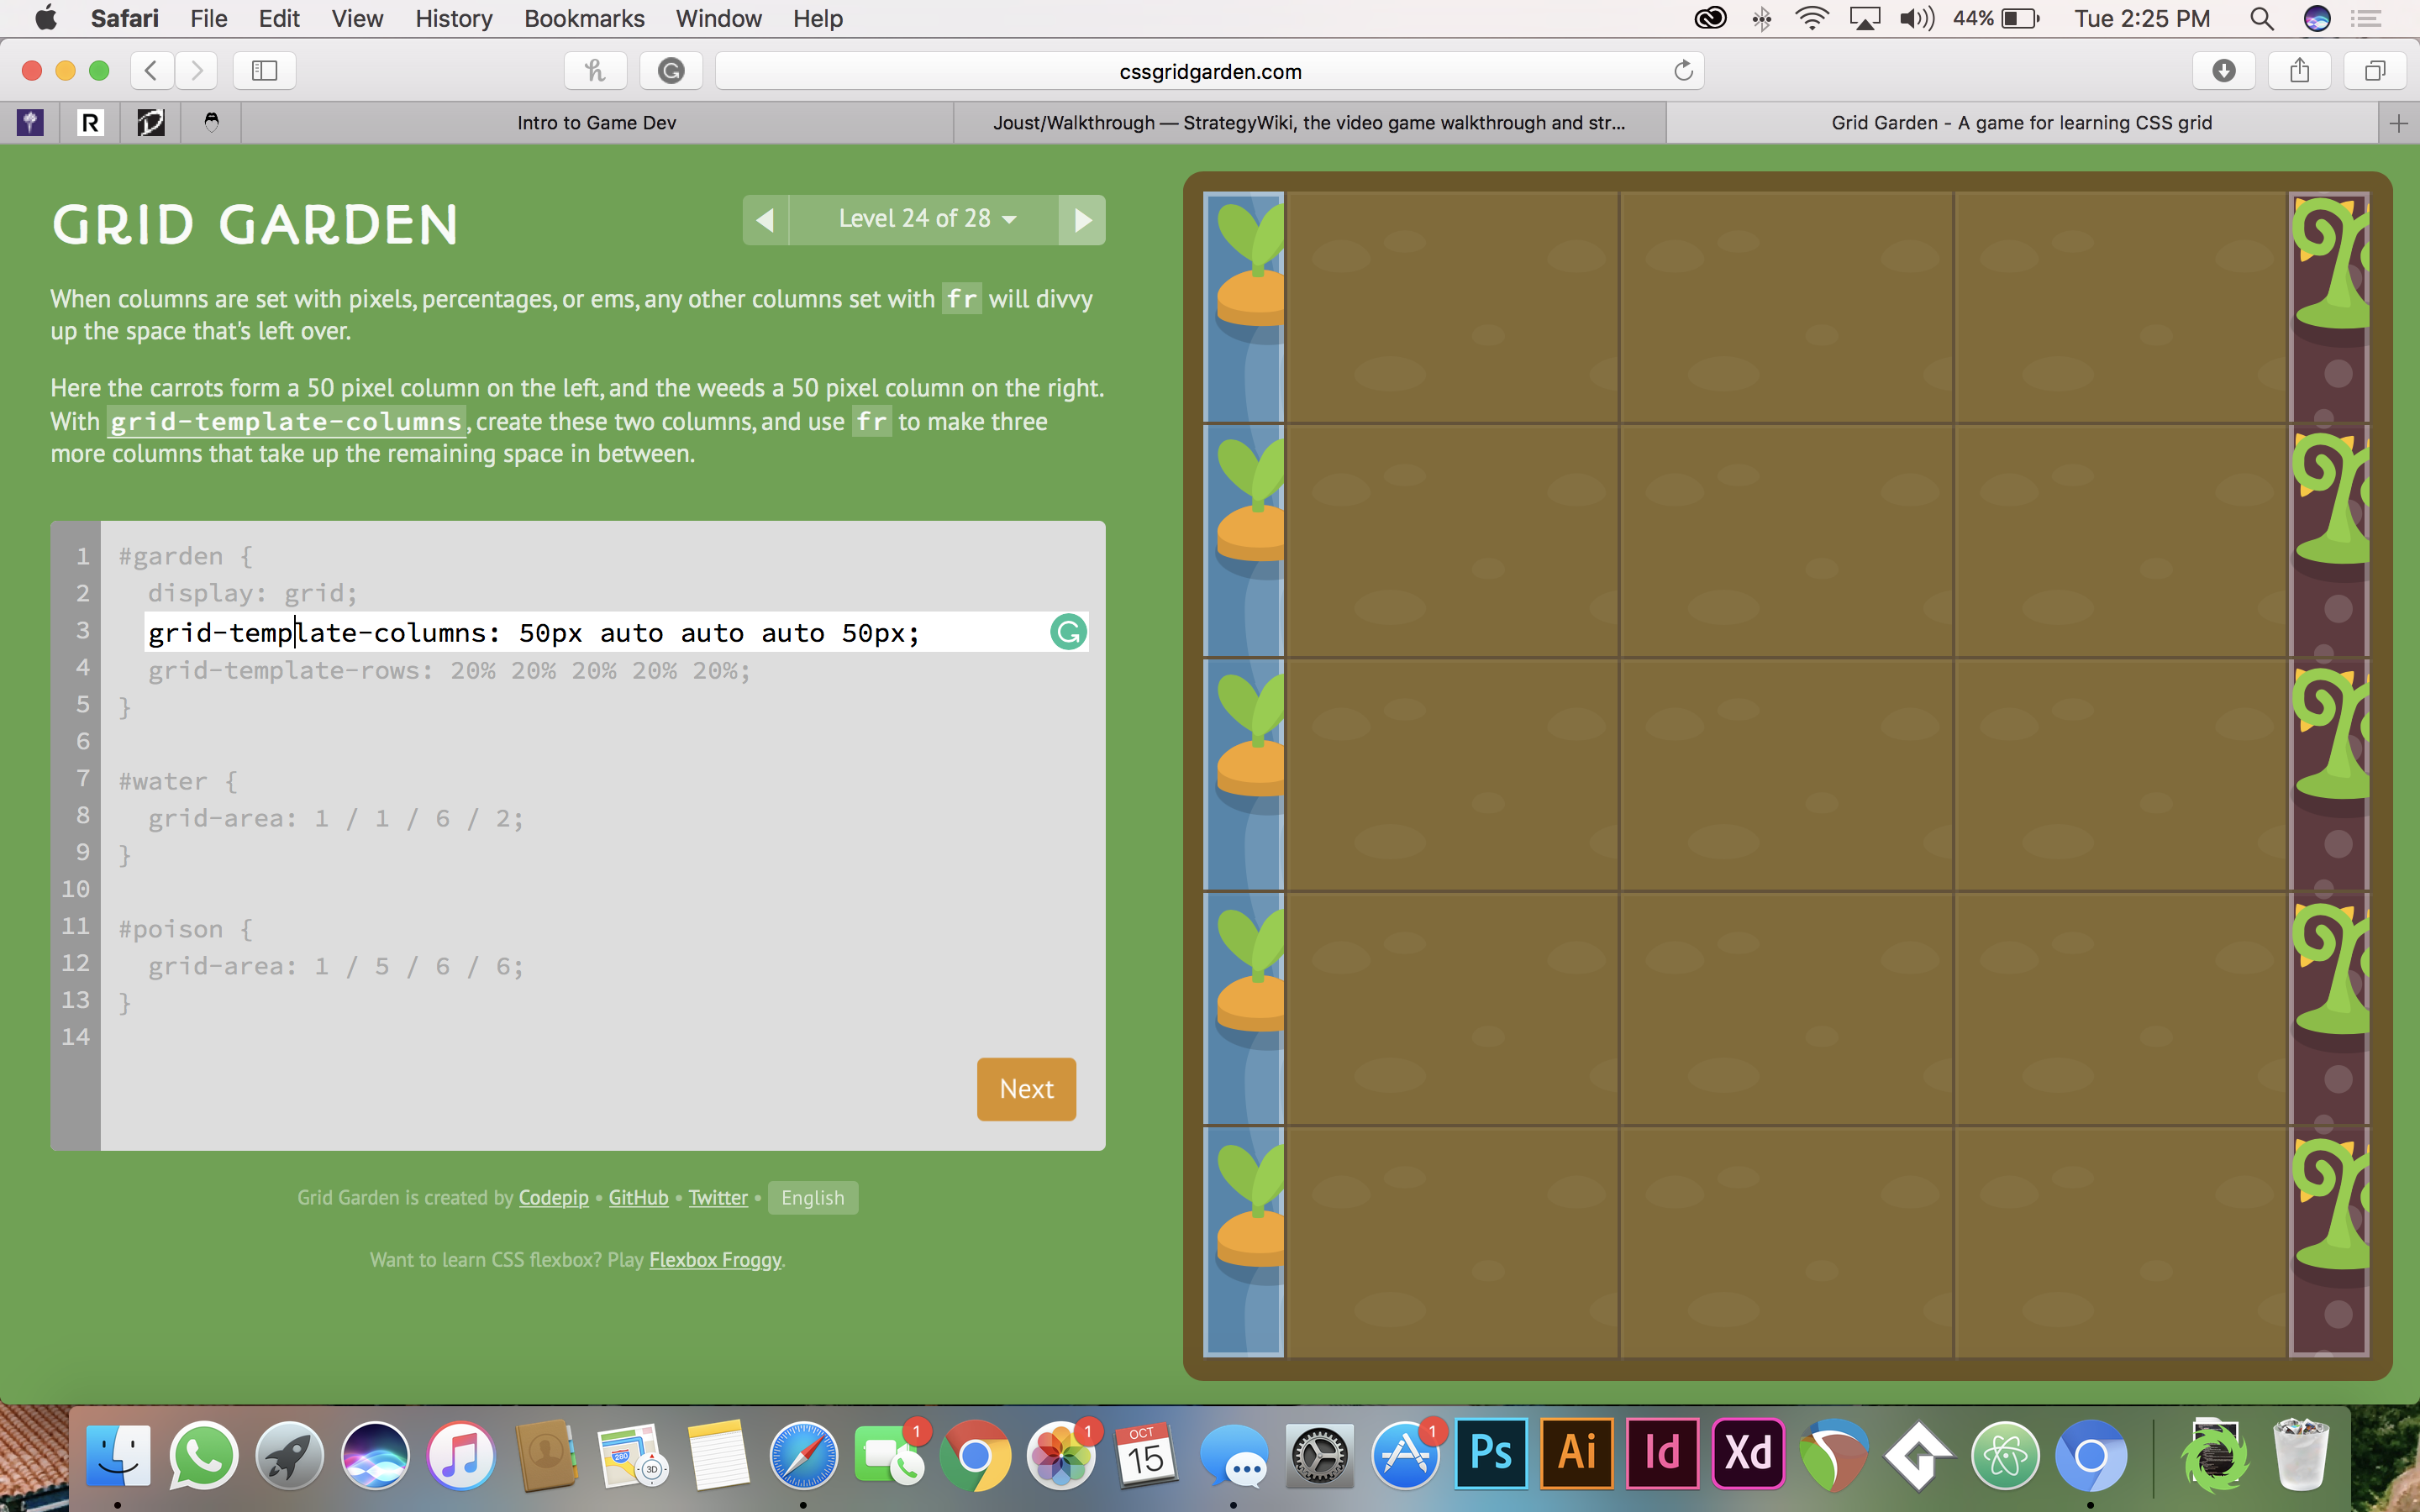 Safari File Edit View History Bookmarks Window Help 44% Tue 2:25 PM
cssgridgarden.com
R Intro to Game Dev Joust/Walkthrough — StrategyWiki, the video game walkthrough and str... Grid Garden - A game for learning CSS grid
GRID GARDEN
Level 24 of 28
When columns are set with pixels, percentages, or ems, any other columns set with fr will divvy
up the space that's left over.
Here the carrots form a 50 pixel column on the left, and the weeds a 50 pixel column on the right.
With grid-template-columns, create these two columns, and use fr to make three
more columns that take up the remaining space in between.
1 #garden {
2 display: grid;
3 grid-template-columns: 50px auto auto auto 50px;
4 grid-template-rows: 20% 20% 20% 20% 20%;
5 }
6
7 #water {
8 grid-area: 1 / 1 / 6 / 2;
9 }
10
11 #poison {
12 grid-area: 1 / 5 / 6 / 6;
13 }
14
Next
Grid Garden is created by Codepip • GitHub • Twitter • English
Want to learn CSS flexbox? Play Flexbox Froggy.
280 3D 1 1 OCT 15 1 Ps Ai Id Xd